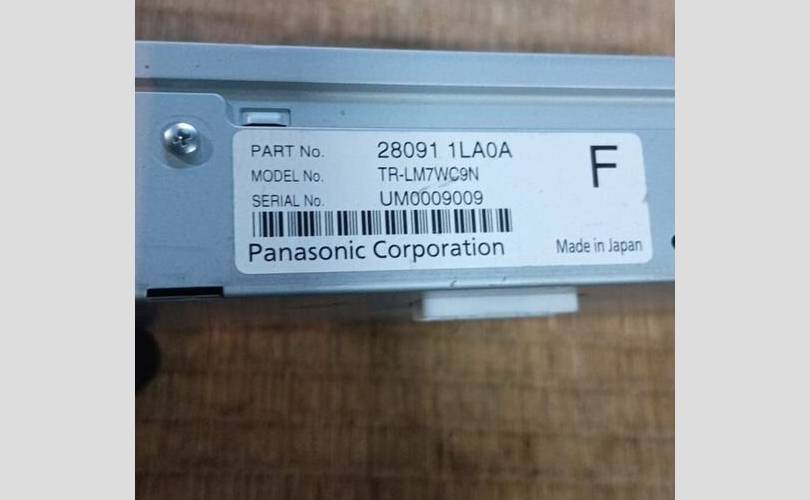 PART No. 28091 1LA0A
F
MODEL No. TR-LM7WC9N
SERIAL No. UM0009009
Panasonic Corporation
Made in Japan